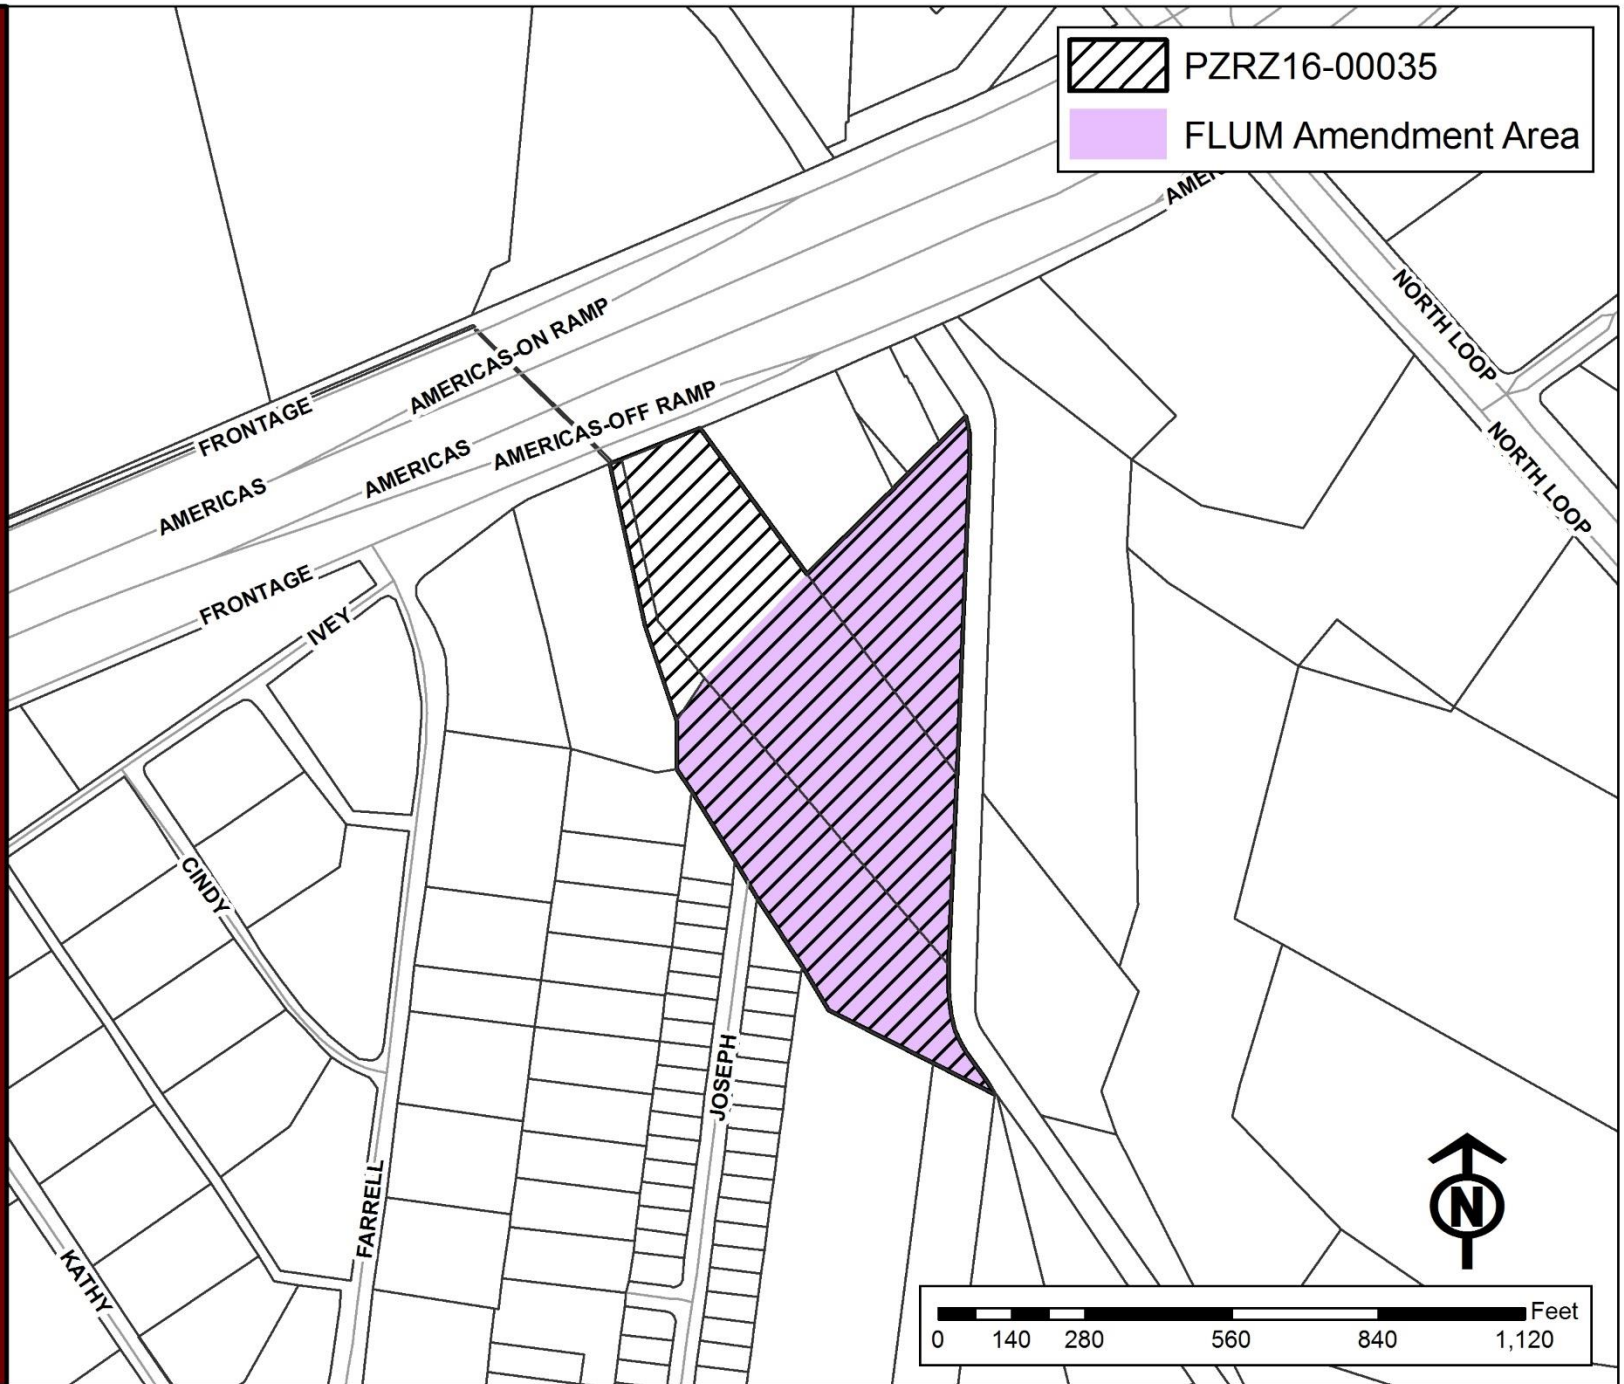 PZRZ16-00035
FLUM Amendment Area
NORTH LOOP
AMERICAS-ON RAMP
FRONTAGE
AMERICAS-OFF RAMP
NORTH LOOP
AMERICAS
AMERICAS
FRONTAGE
IVEY
CINDY
JOSEPH
FARRELL
KATHY
N
Feet
0 140 280 560 840 1,120